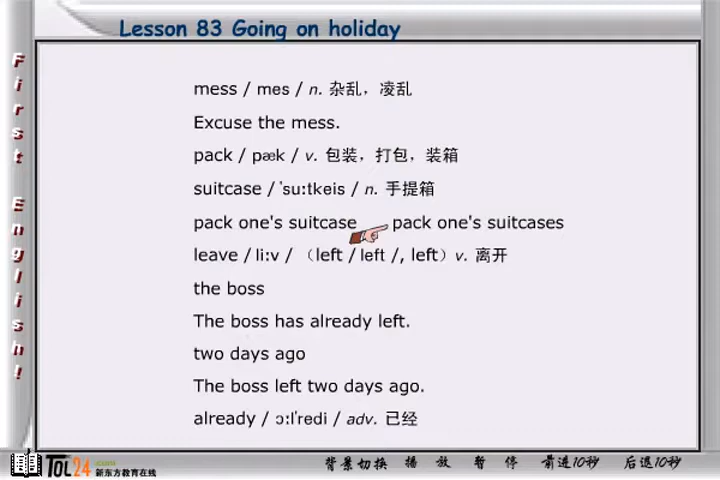 Lesson 83 Going on holiday
First English!
mess / mes / n. 杂乱，凌乱
Excuse the mess.
pack / pæk / v. 包装，打包，装箱
suitcase / ˈsu:tkeis / n. 手提箱
pack one's suitcase pack one's suitcases
leave / li:v / （left / left /, left）v. 离开
the boss
The boss has already left.
two days ago
The boss left two days ago.
already / ɔ:lˈredi / adv. 已经
TOL24 .com
新东方教育在线
背景切换 播放 暂停 前进10秒 后退10秒